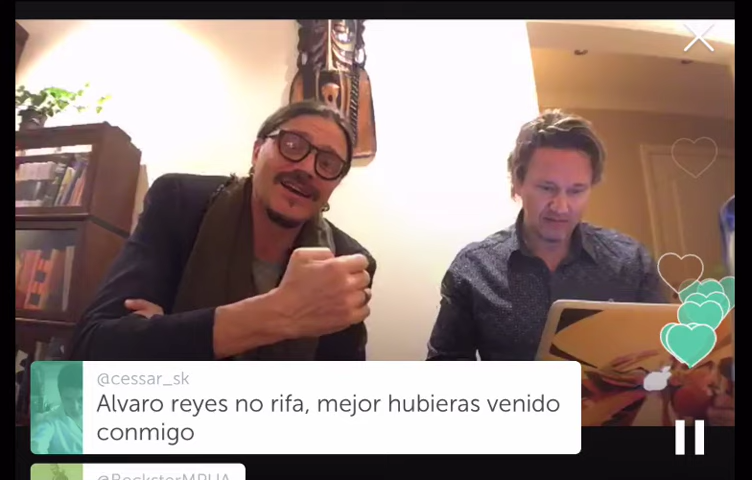 @cessar_sk
Alvaro reyes no rifa, mejor hubieras venido
conmigo